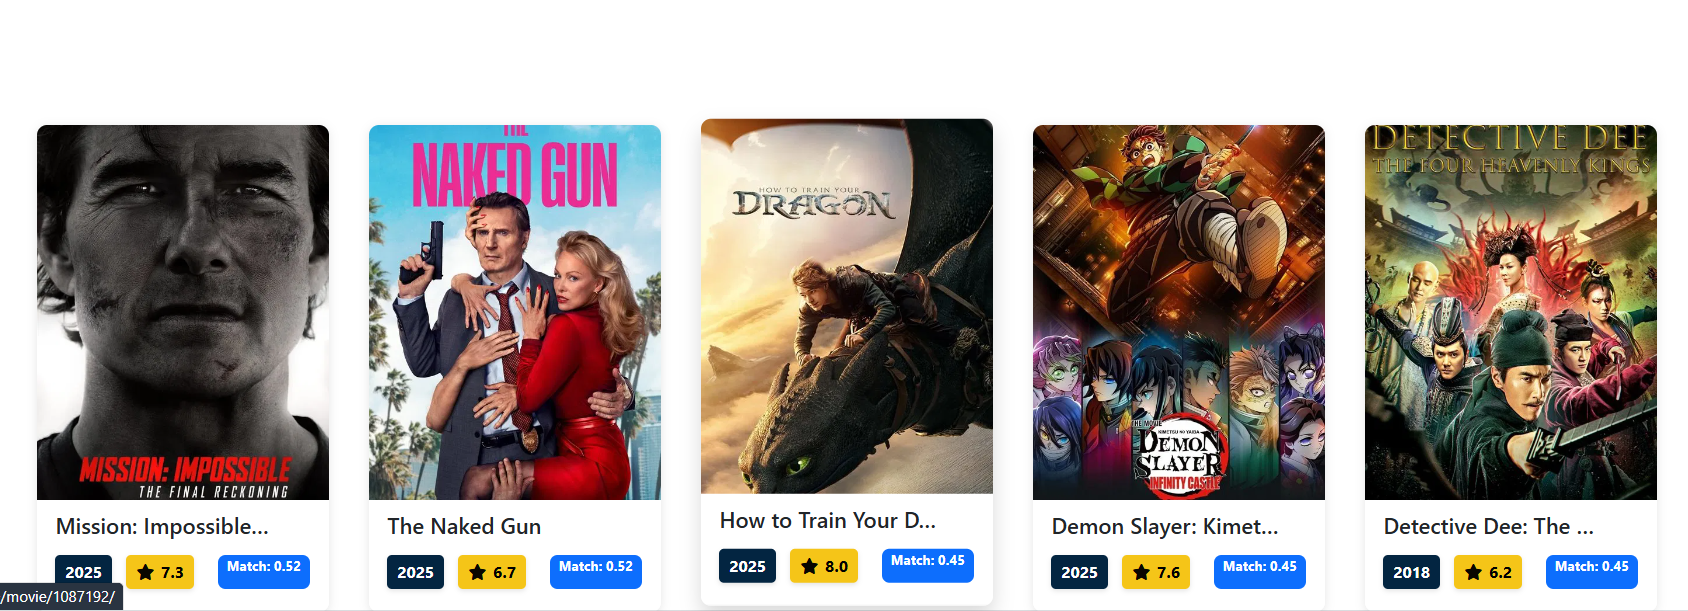 MISSION: IMPOSSIBLE
THE FINAL RECKONING
Mission: Impossible...
2025
7.3
Match: 0.52
THE
NAKED GUN
The Naked Gun
2025
6.7
Match: 0.52
HOW TO TRAIN YOUR
DRAGON
How to Train Your D...
2025
8.0
Match: 0.45
THE MOVIE
KIMETSU NO YAIBA
DEMON
SLAYER
INFINITY CASTLE
Demon Slayer: Kimet...
2025
7.6
Match: 0.45
DETECTIVE DEE
THE FOUR HEAVENLY KINGS
Detective Dee: The ...
2018
6.2
Match: 0.45
/movie/1087192/